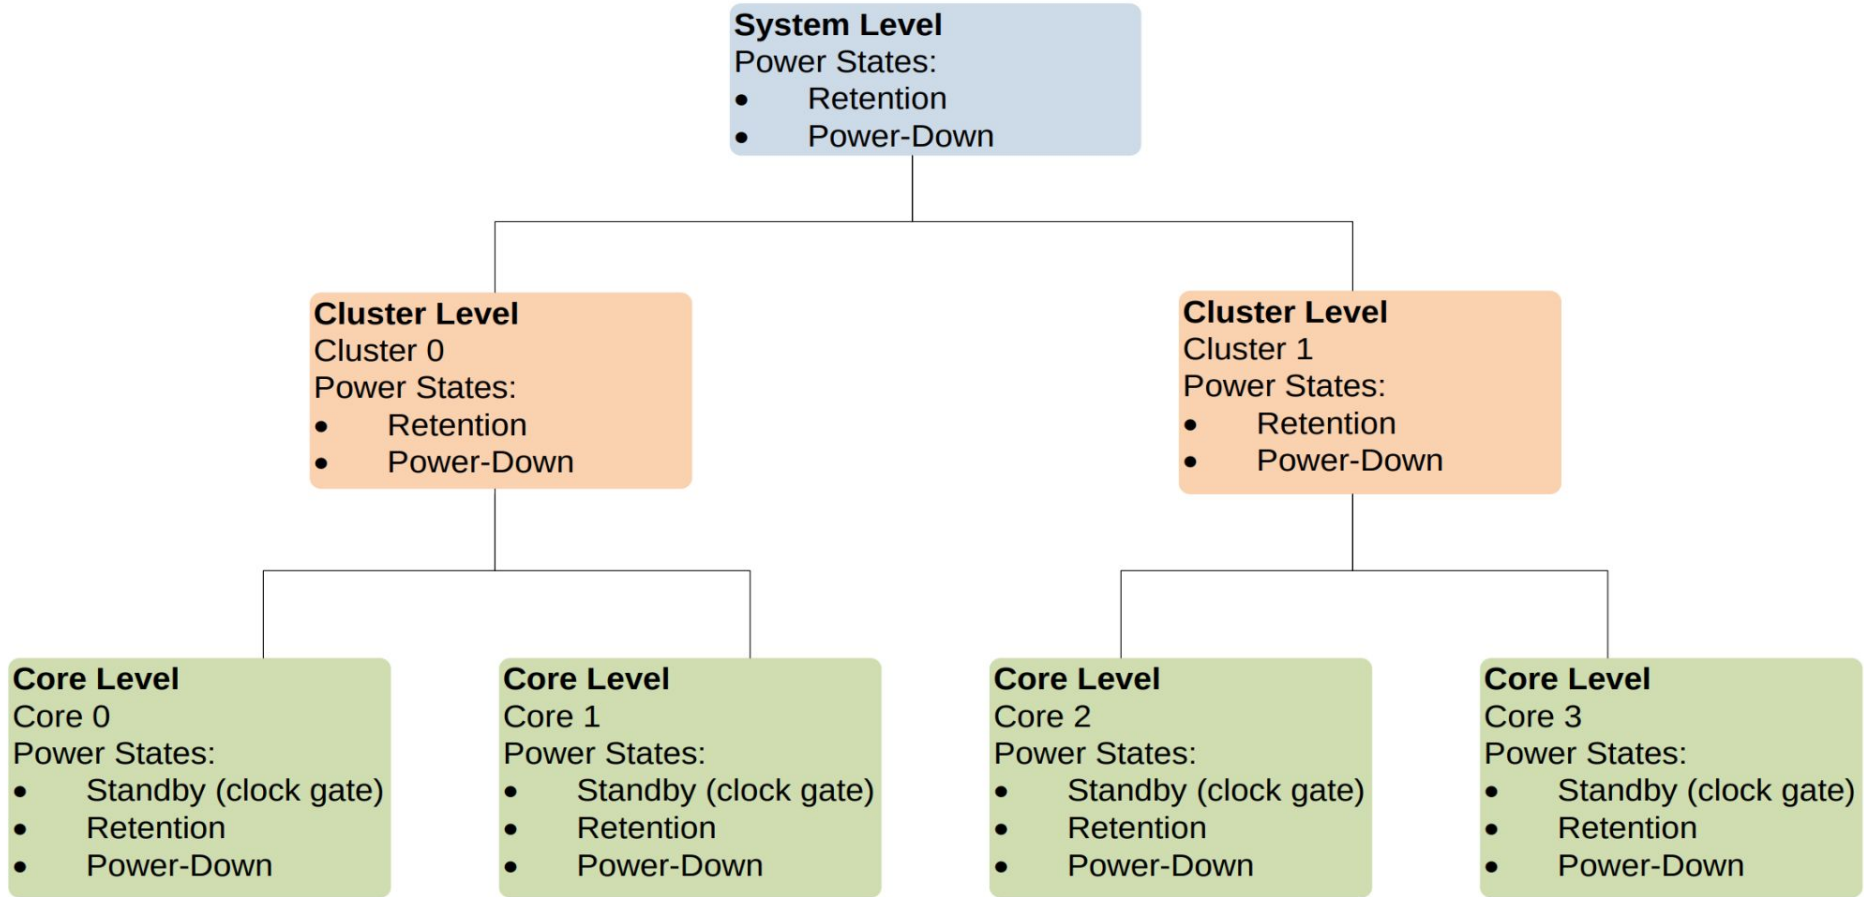 System Level
Power States:
• Retention
• Power-Down
Cluster Level
Cluster 0
Power States:
• Retention
• Power-Down
Cluster Level
Cluster 1
Power States:
• Retention
• Power-Down
Core Level
Core 0
Power States:
• Standby (clock gate)
• Retention
• Power-Down
Core Level
Core 1
Power States:
• Standby (clock gate)
• Retention
• Power-Down
Core Level
Core 2
Power States:
• Standby (clock gate)
• Retention
• Power-Down
Core Level
Core 3
Power States:
• Standby (clock gate)
• Retention
• Power-Down